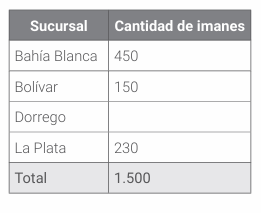 Sucursal Cantidad de imanes
Bahía Blanca 450
Bolívar 150
Dorrego
La Plata 230
Total 1.500